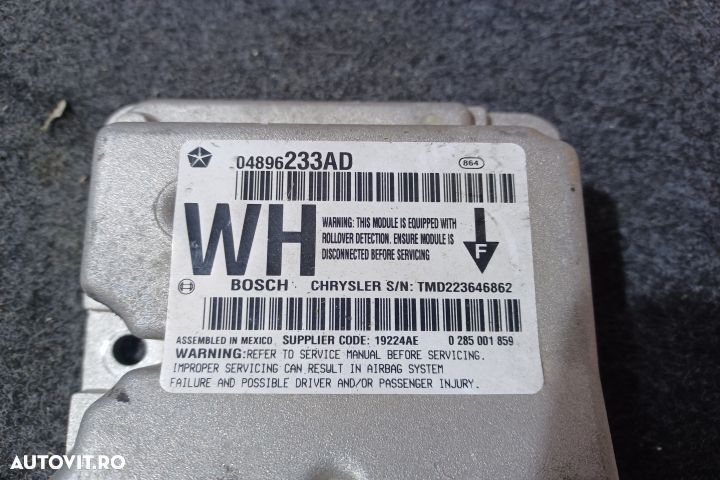 04896233AD
864
WH
WARNING: THIS MODULE IS EQUIPPED WITH
ROLLOVER DETECTION. ENSURE MODULE IS
DISCONNECTED BEFORE SERVICING
F
BOSCH CHRYSLER S/N: TMD223646862
ASSEMBLED IN MEXICO SUPPLIER CODE: 19224AE 0 285 001 859
WARNING:REFER TO SERVICE MANUAL BEFORE SERVICING.
IMPROPER SERVICING CAN RESULT IN AIRBAG SYSTEM
FAILURE AND POSSIBLE DRIVER AND/OR PASSENGER INJURY.
AUTOVIT.RO